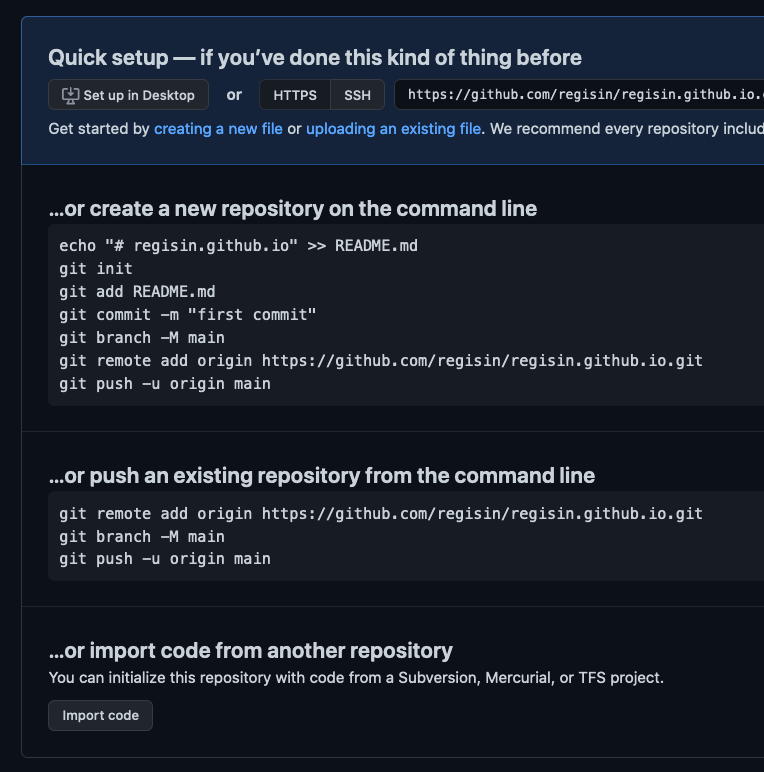 Quick setup — if you’ve done this kind of thing before
Set up in Desktop or HTTPS SSH https://github.com/regisin/regisin.github.io.
Get started by creating a new file or uploading an existing file. We recommend every repository includ
…or create a new repository on the command line
echo "# regisin.github.io" >> README.md
git init
git add README.md
git commit -m "first commit"
git branch -M main
git remote add origin https://github.com/regisin/regisin.github.io.git
git push -u origin main
…or push an existing repository from the command line
git remote add origin https://github.com/regisin/regisin.github.io.git
git branch -M main
git push -u origin main
…or import code from another repository
You can initialize this repository with code from a Subversion, Mercurial, or TFS project.
Import code